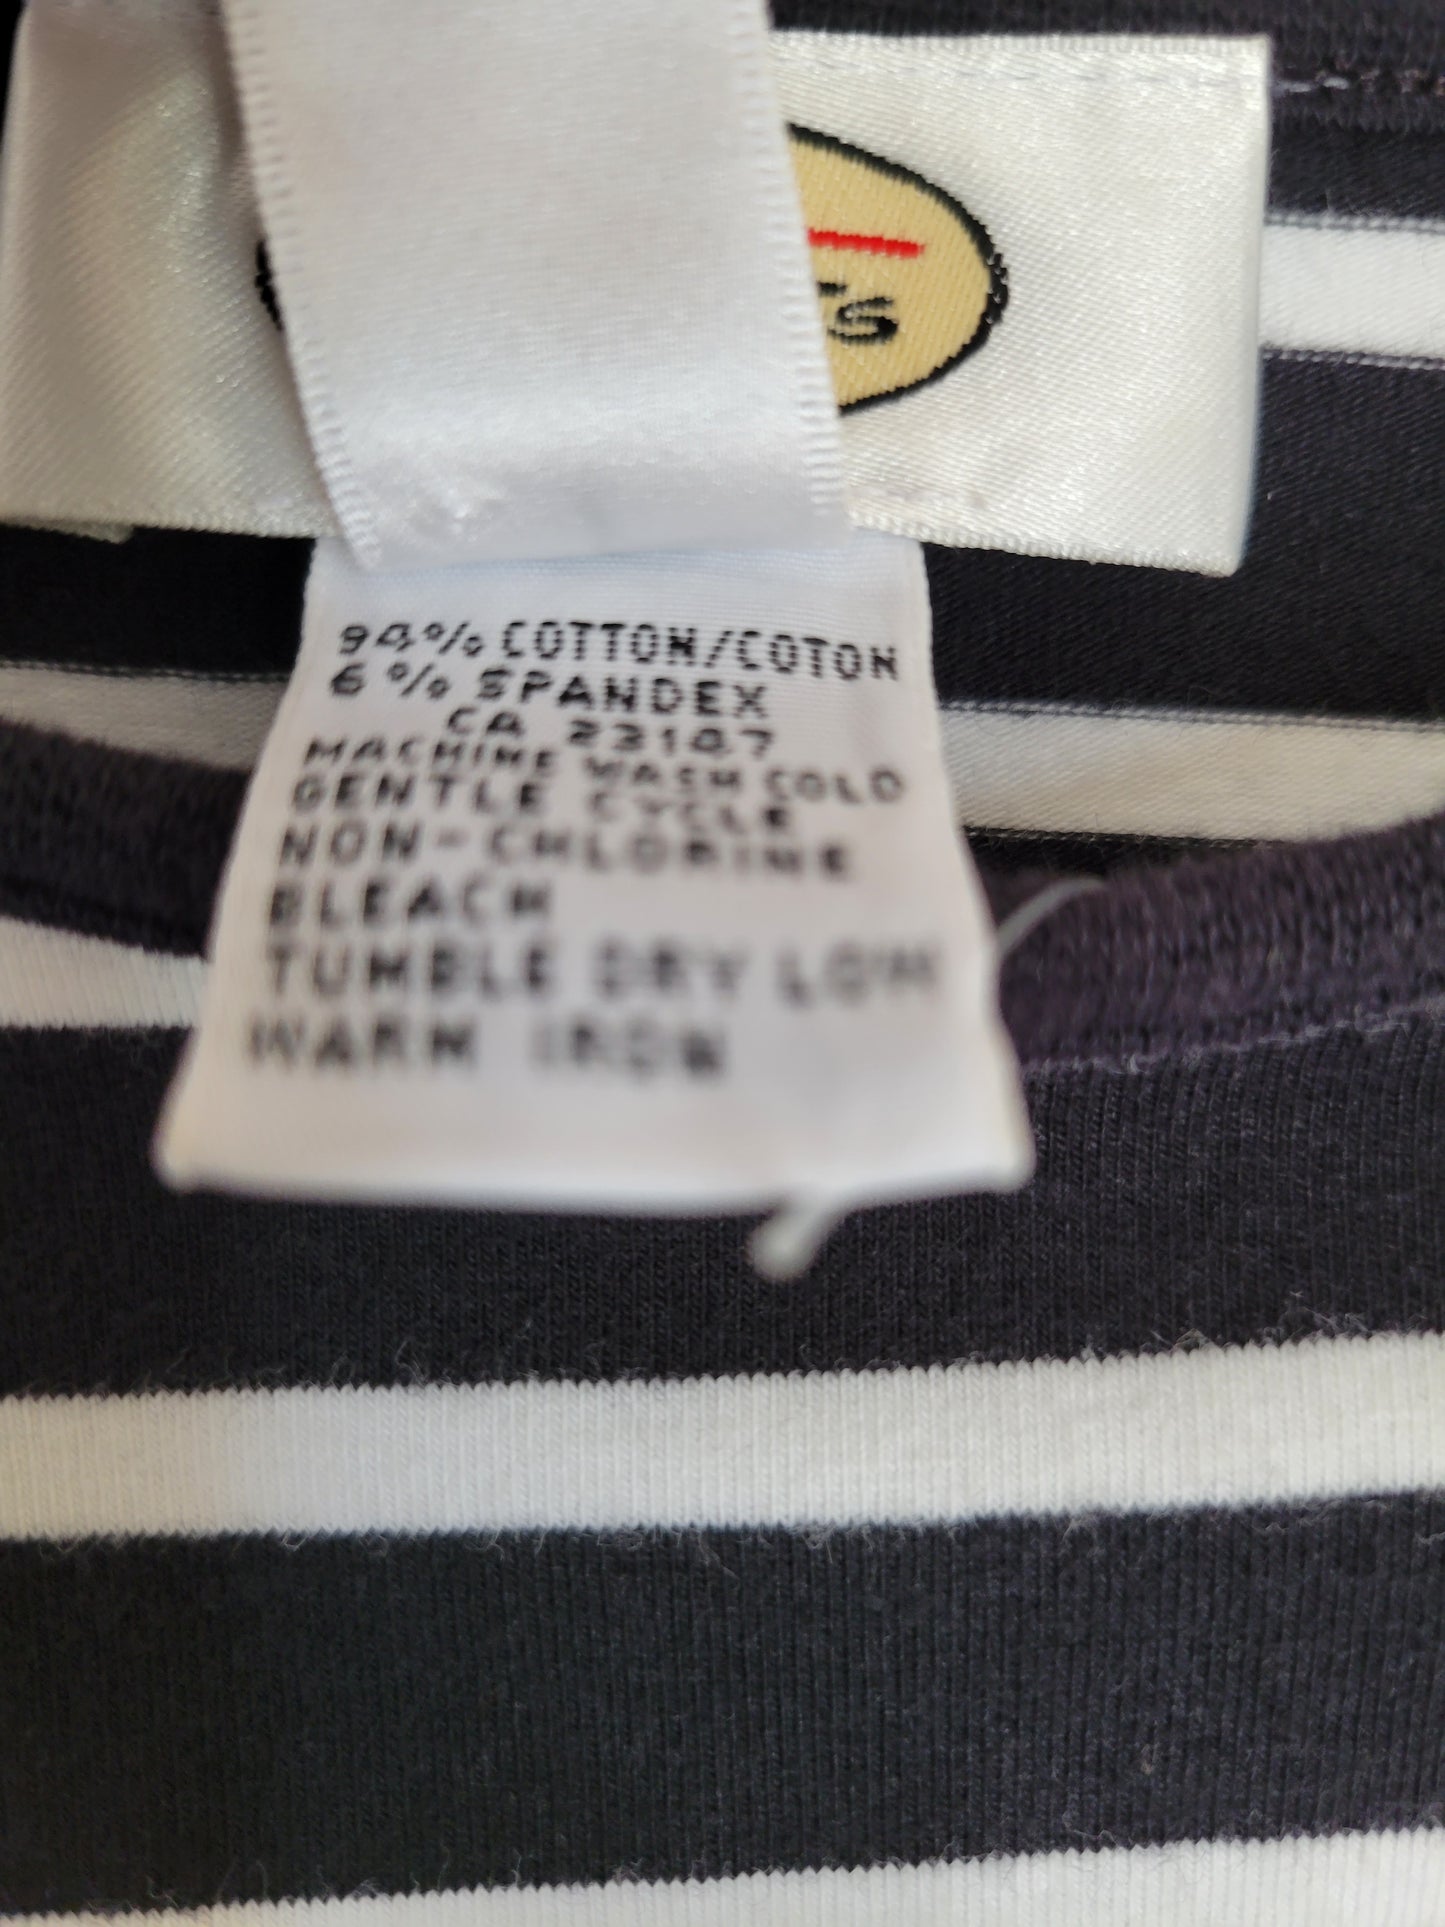 94% COTTON/COTON
6% SPANDEX
CA 23187
MACHINE WASH COLD
GENTLE CYCLE
NON-CHLORINE
BLEACH
TUMBLE DRY LOW
WARM IRON